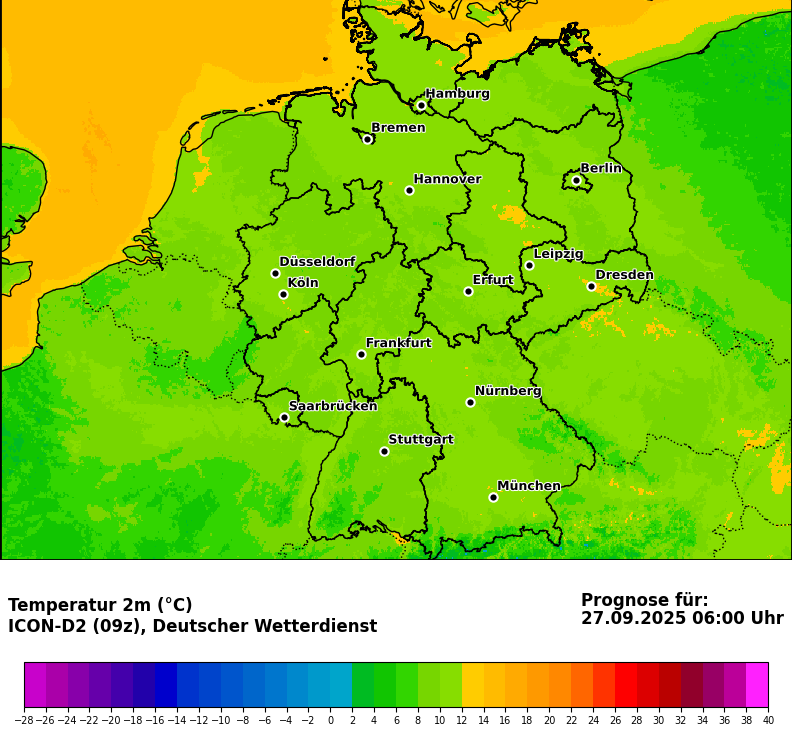 Hamburg
Bremen
Berlin
Hannover
Leipzig
Düsseldorf
Dresden
Köln
Erfurt
Frankfurt
Nürnberg
Saarbrücken
Stuttgart
München
Temperatur 2m (°C)
ICON-D2 (09z), Deutscher Wetterdienst
Prognose für:
27.09.2025 06:00 Uhr
−28 −26 −24 −22 −20 −18 −16 −14 −12 −10 −8 −6 −4 −2 0 2 4 6 8 10 12 14 16 18 20 22 24 26 28 30 32 34 36 38 40